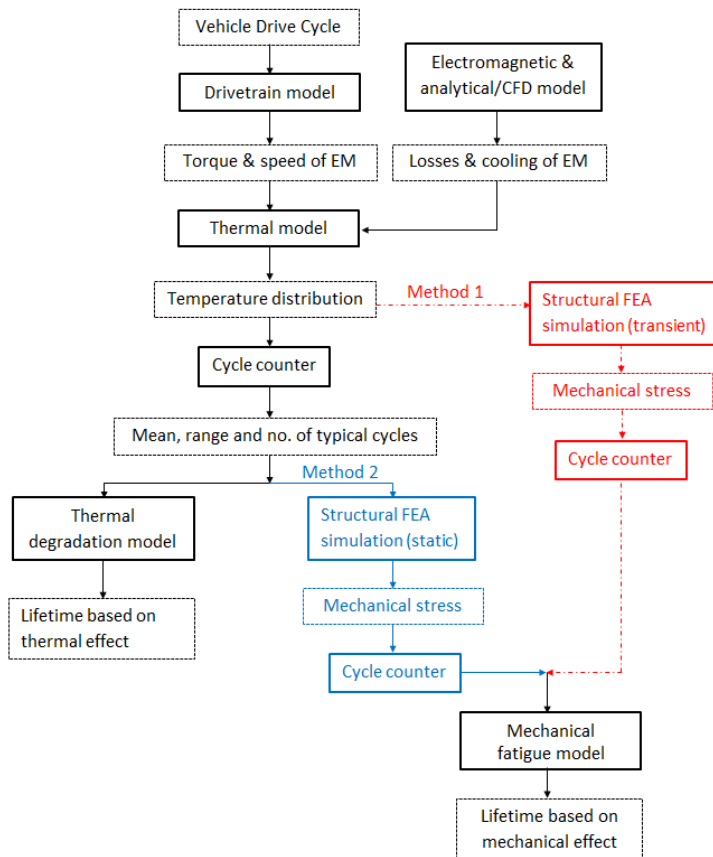 Vehicle Drive Cycle
Electromagnetic &
analytical/CFD model
Drivetrain model
Torque & speed of EM
Losses & cooling of EM
Thermal model
Temperature distribution
Method 1
Structural FEA
simulation (transient)
Cycle counter
Mechanical stress
Mean, range and no. of typical cycles
Cycle counter
Method 2
Thermal
degradation model
Structural FEA
simulation (static)
Lifetime based on
thermal effect
Mechanical stress
Cycle counter
Mechanical
fatigue model
Lifetime based on
mechanical effect